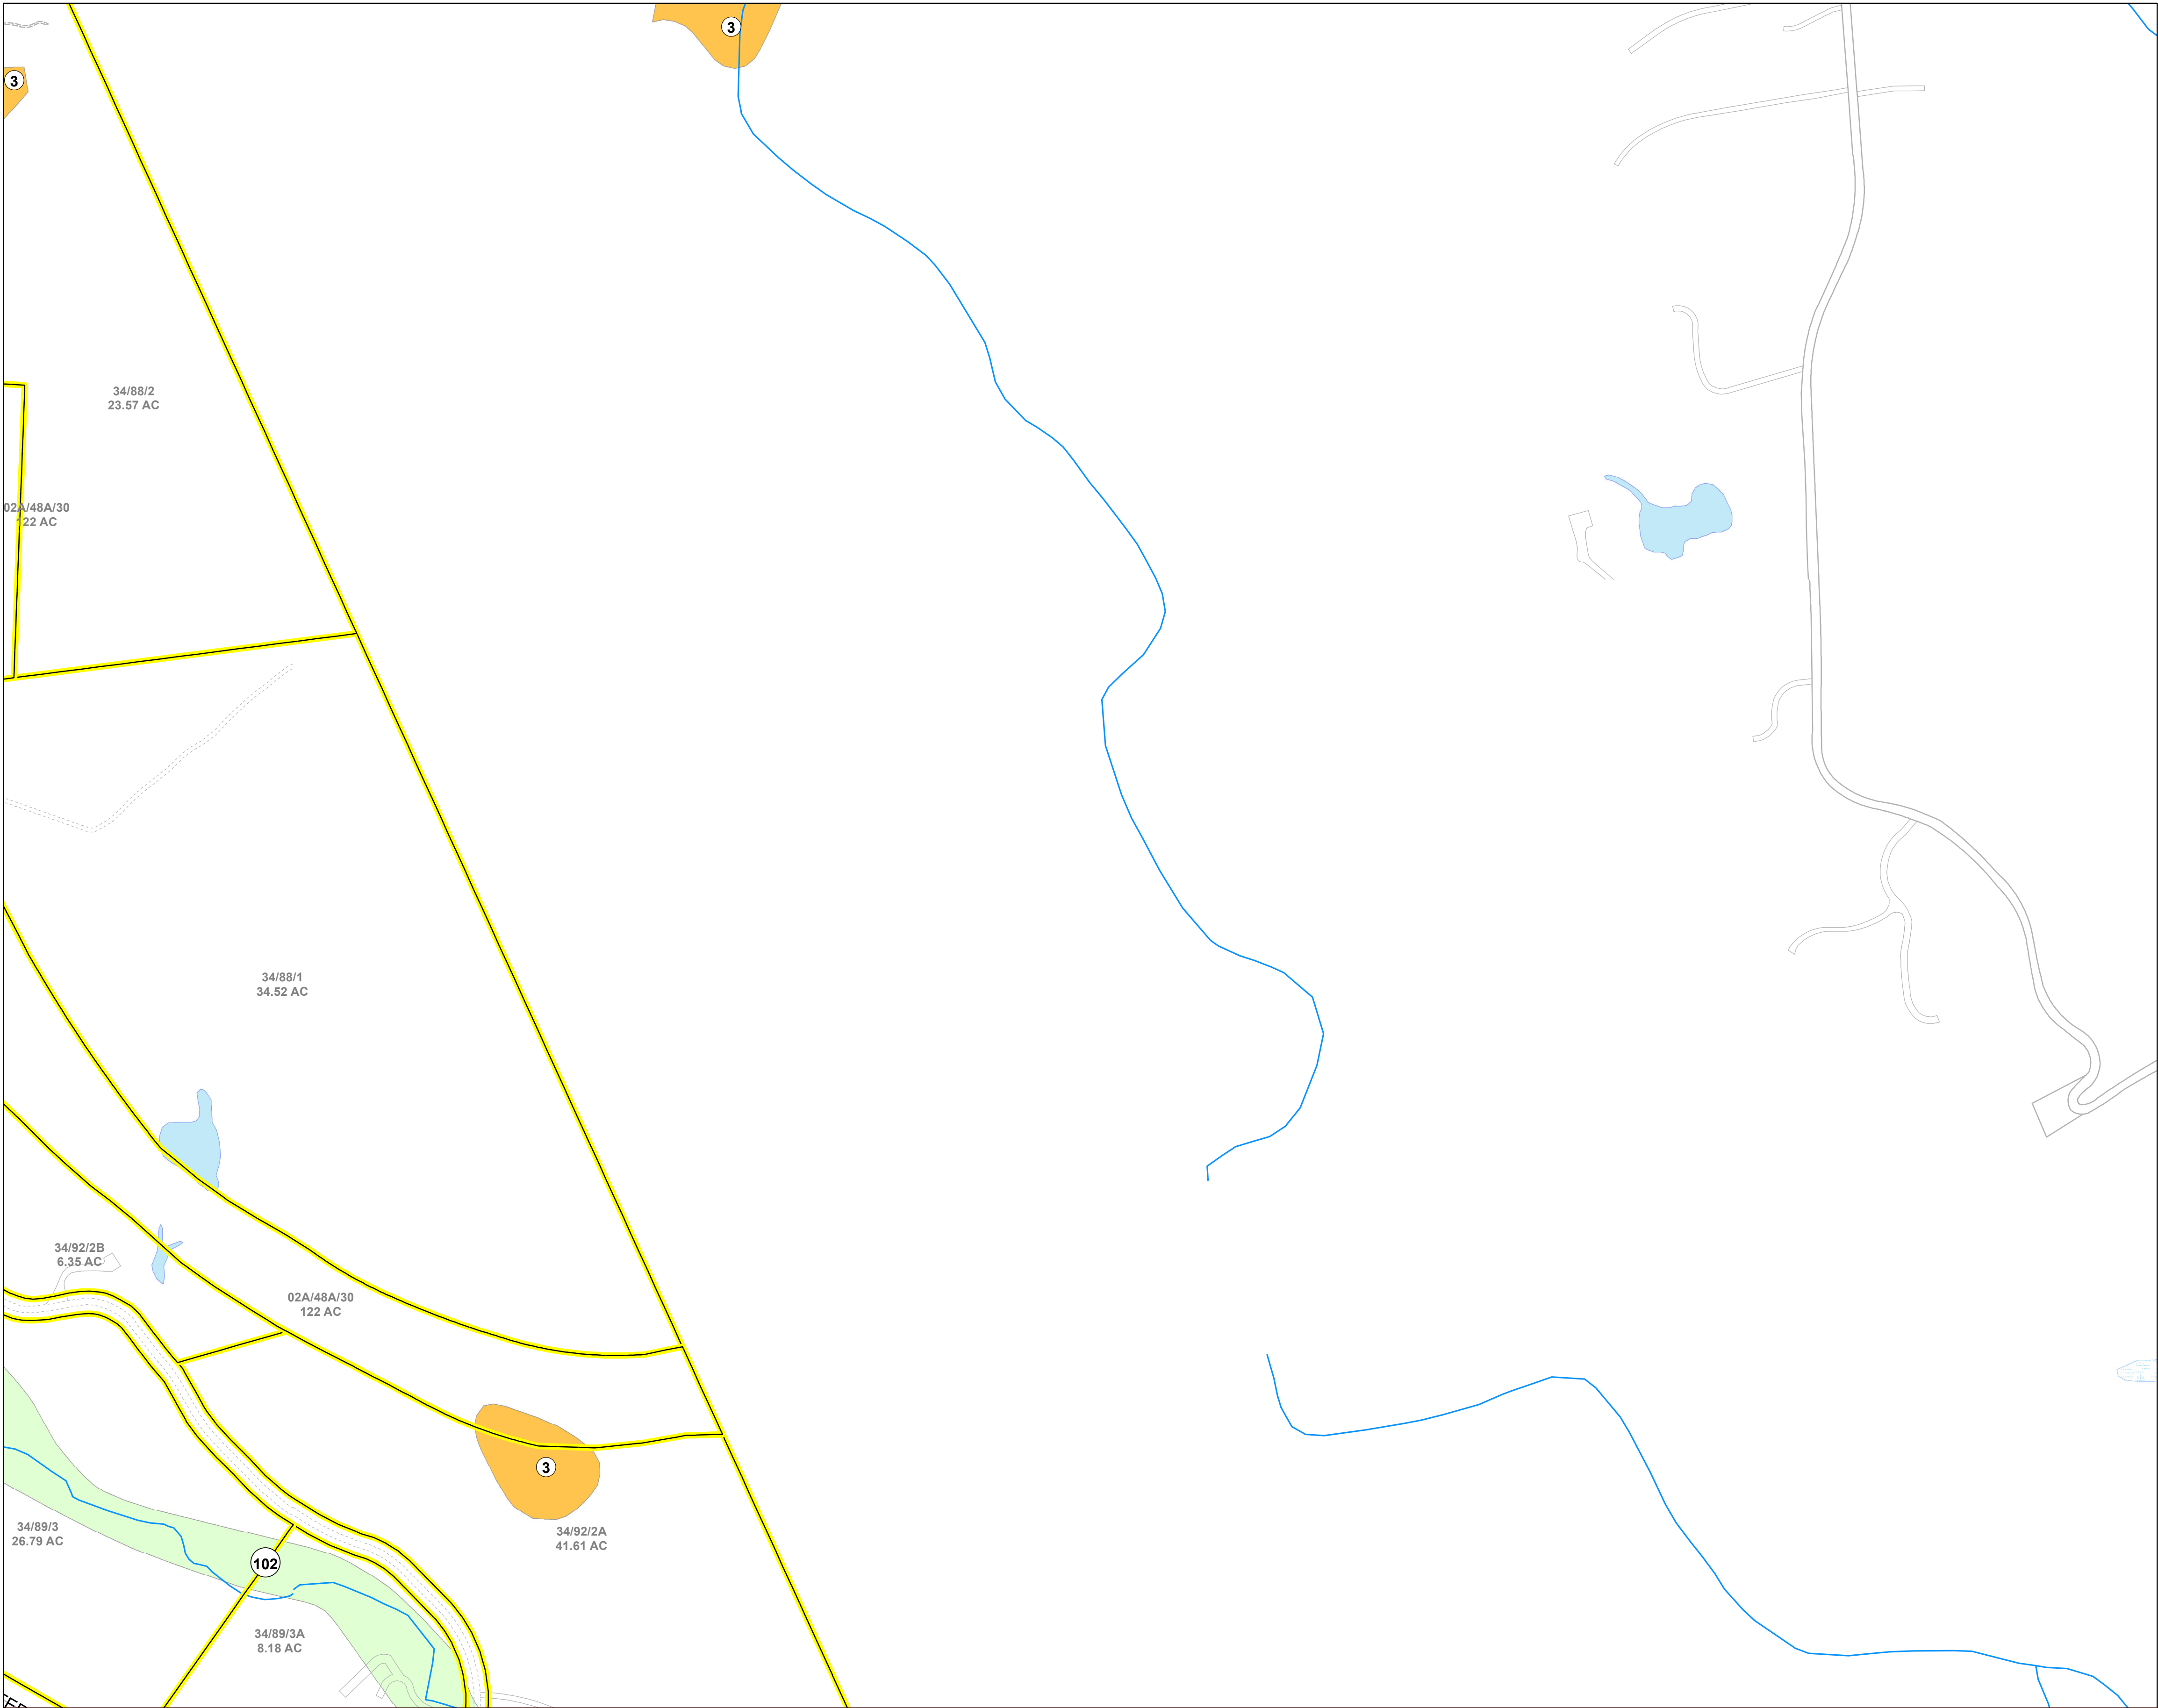 3
3
34/88/2
23.57 AC
02A/48A/30
122 AC
34/88/1
34.52 AC
34/92/2B
6.35 AC
02A/48A/30
122 AC
3
34/89/3
26.79 AC
34/92/2A
41.61 AC
102
34/89/3A
8.18 AC